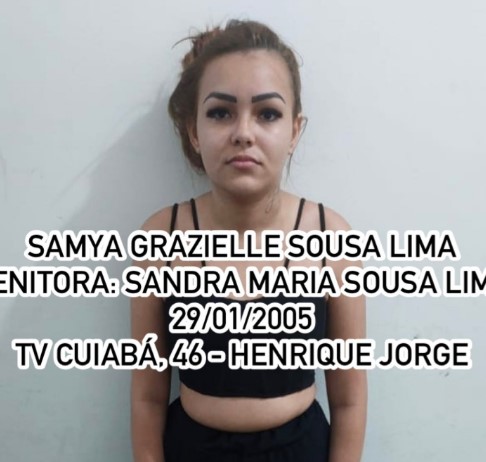 SAMYA GRAZIELLE SOUSA LIMA
ENITORA: SANDRA MARIA SOUSA LIM
29/01/2005
TV CUIABÁ, 46 - HENRIQUE JORGE